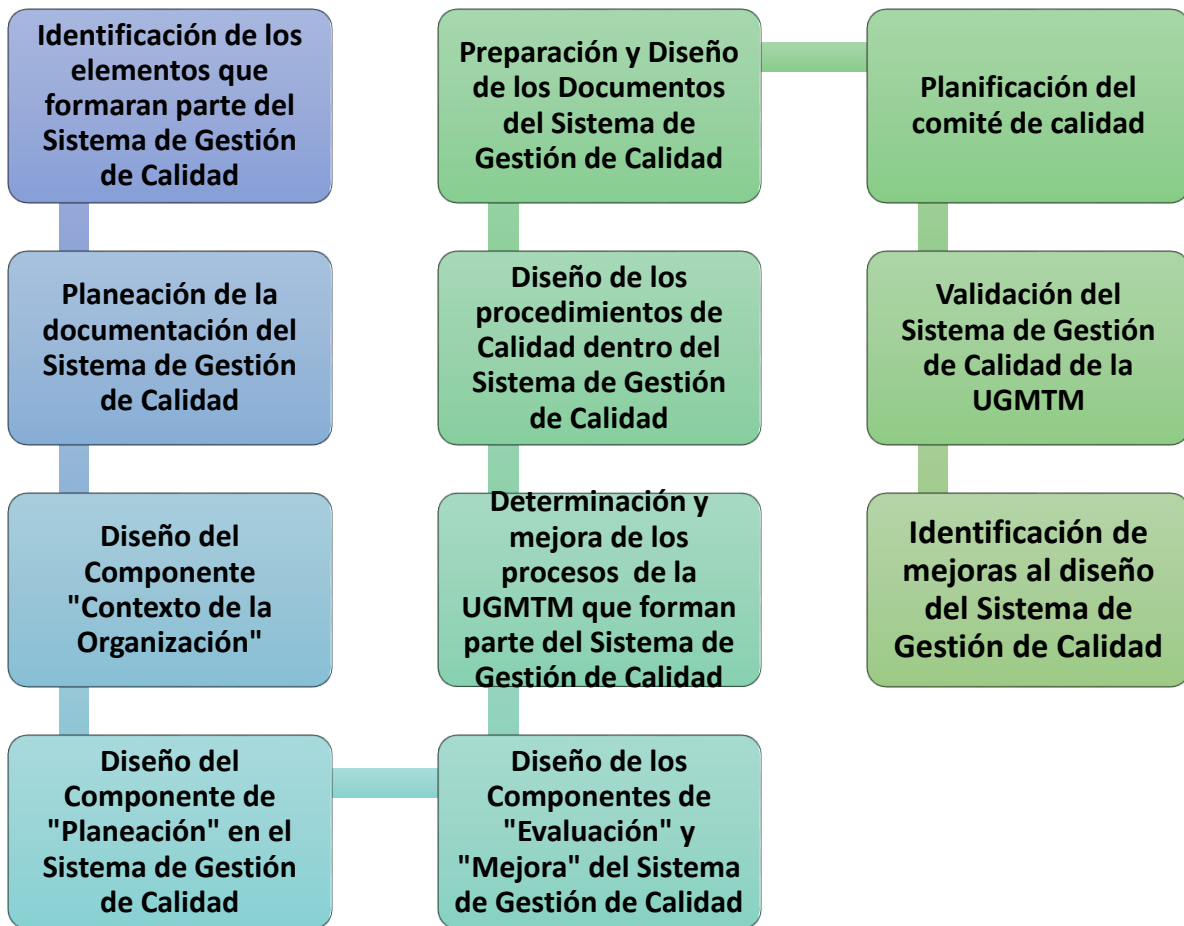 Identificación de los
elementos que
formaran parte del
Sistema de Gestión
de Calidad
Planeación de la
documentación del
Sistema de Gestión
de Calidad
Diseño del
Componente
"Contexto de la
Organización"
Diseño del
Componente de
"Planeación" en el
Sistema de Gestión
de Calidad
Diseño de los
Componentes de
"Evaluación" y
"Mejora" del Sistema
de Gestión de Calidad
Determinación y
mejora de los
procesos de la
UGMTM que forman
parte del Sistema de
Gestión de Calidad
Diseño de los
procedimientos de
Calidad dentro del
Sistema de Gestión
de Calidad
Preparación y Diseño
de los Documentos
del Sistema de
Gestión de Calidad
Planificación del
comité de calidad
Validación del
Sistema de Gestión
de Calidad de la
UGMTM
Identificación de
mejoras al diseño
del Sistema de
Gestión de Calidad